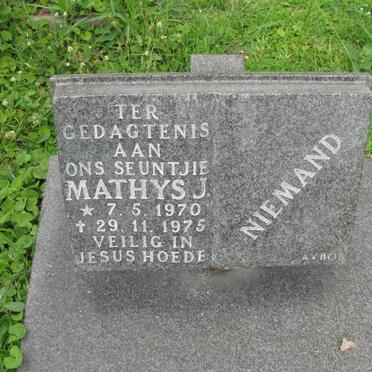 TER
GEDAGTENIS
AAN
ONS SEUNTJIE
MATHYS. J.
* 7. 5. 1970
✝ 29. 11. 1975
VEILIG IN
JESUS HOEDE
NIEMAND
AVBOB